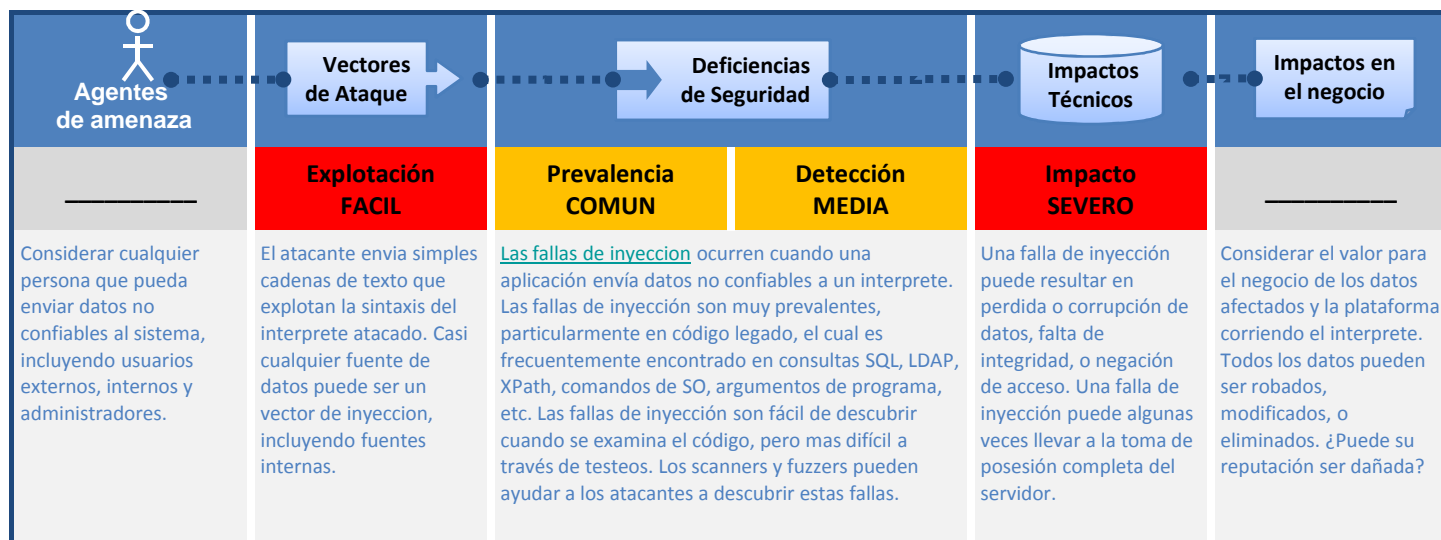 Agentes
de amenaza
Vectores
de Ataque
Deficiencias
de Seguridad
Impactos
Técnicos
Impactos en
el negocio
__________
Explotación
FACIL
Prevalencia
COMUN
Detección
MEDIA
Impacto
SEVERO
__________
Considerar cualquier
persona que pueda
enviar datos no
confiables al sistema,
incluyendo usuarios
externos, internos y
administradores.
El atacante envia simples
cadenas de texto que
explotan la sintaxis del
interprete atacado. Casi
cualquier fuente de
datos puede ser un
vector de inyeccion,
incluyendo fuentes
internas.
Las fallas de inyeccion ocurren cuando una
aplicación envía datos no confiables a un interprete.
Las fallas de inyección son muy prevalentes,
particularmente en código legado, el cual es
frecuentemente encontrado en consultas SQL, LDAP,
XPath, comandos de SO, argumentos de programa,
etc. Las fallas de inyección son fácil de descubrir
cuando se examina el código, pero mas difícil a
través de testeos. Los scanners y fuzzers pueden
ayudar a los atacantes a descubrir estas fallas.
Una falla de inyección
puede resultar en
perdida o corrupción de
datos, falta de
integridad, o negación
de acceso. Una falla de
inyección puede algunas
veces llevar a la toma de
posesión completa del
servidor.
Considerar el valor para
el negocio de los datos
afectados y la plataforma
corriendo el interprete.
Todos los datos pueden
ser robados,
modificados, o
eliminados. ¿Puede su
reputación ser dañada?